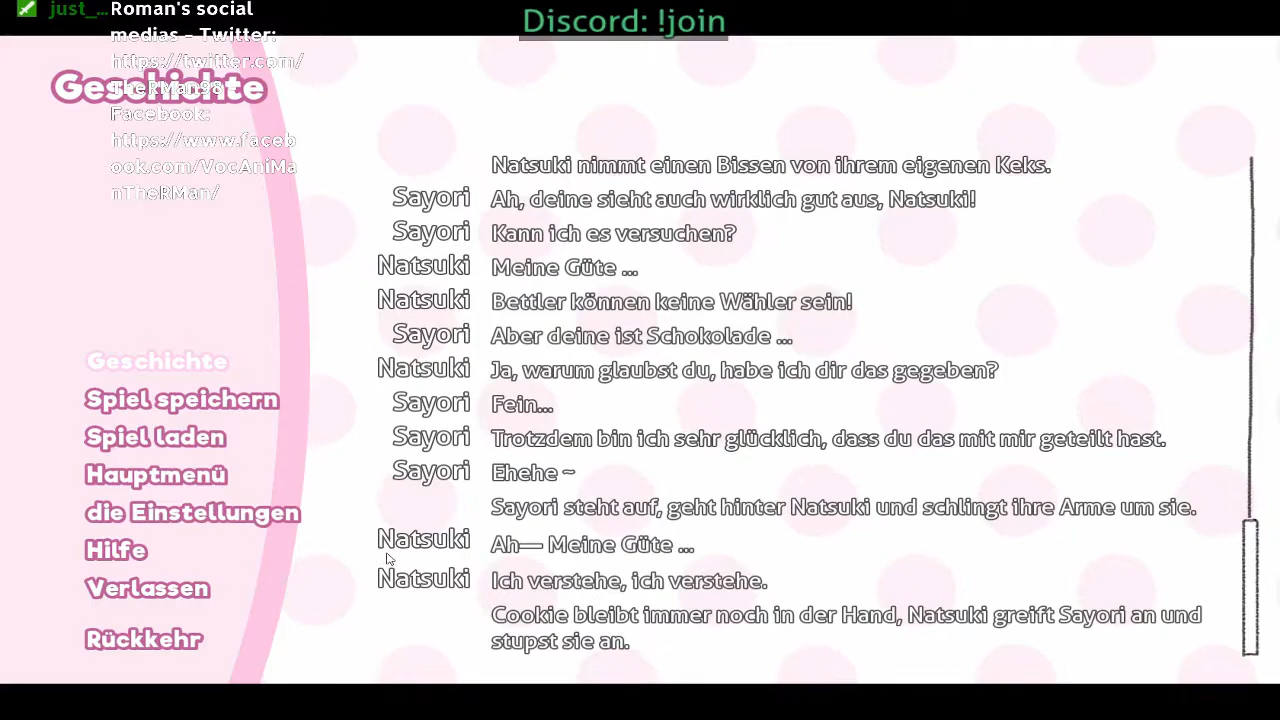 just_...
Roman's social
medias - Twitter:
https://twitter.com/
TheRMan98 -
Facebook:
https://www.faceb
ook.com/VocAniMa
nTheRMan/
Discord: !join
Geschichte
Geschichte
Spiel speichern
Spiel laden
Hauptmenü
die Einstellungen
Hilfe
Verlassen
Rückkehr
Natsuki nimmt einen Bissen von ihrem eigenen Keks.
Sayori Ah, deine sieht auch wirklich gut aus, Natsuki!
Sayori Kann ich es versuchen?
Natsuki Meine Güte ...
Natsuki Bettler können keine Wähler sein!
Sayori Aber deine ist Schokolade ...
Natsuki Ja, warum glaubst du, habe ich dir das gegeben?
Sayori Fein...
Sayori Trotzdem bin ich sehr glücklich, dass du das mit mir geteilt hast.
Sayori Ehehe ~
Sayori steht auf, geht hinter Natsuki und schlingt ihre Arme um sie.
Natsuki Ah— Meine Güte ...
Natsuki Ich verstehe, ich verstehe.
Cookie bleibt immer noch in der Hand, Natsuki greift Sayori an und
stupst sie an.